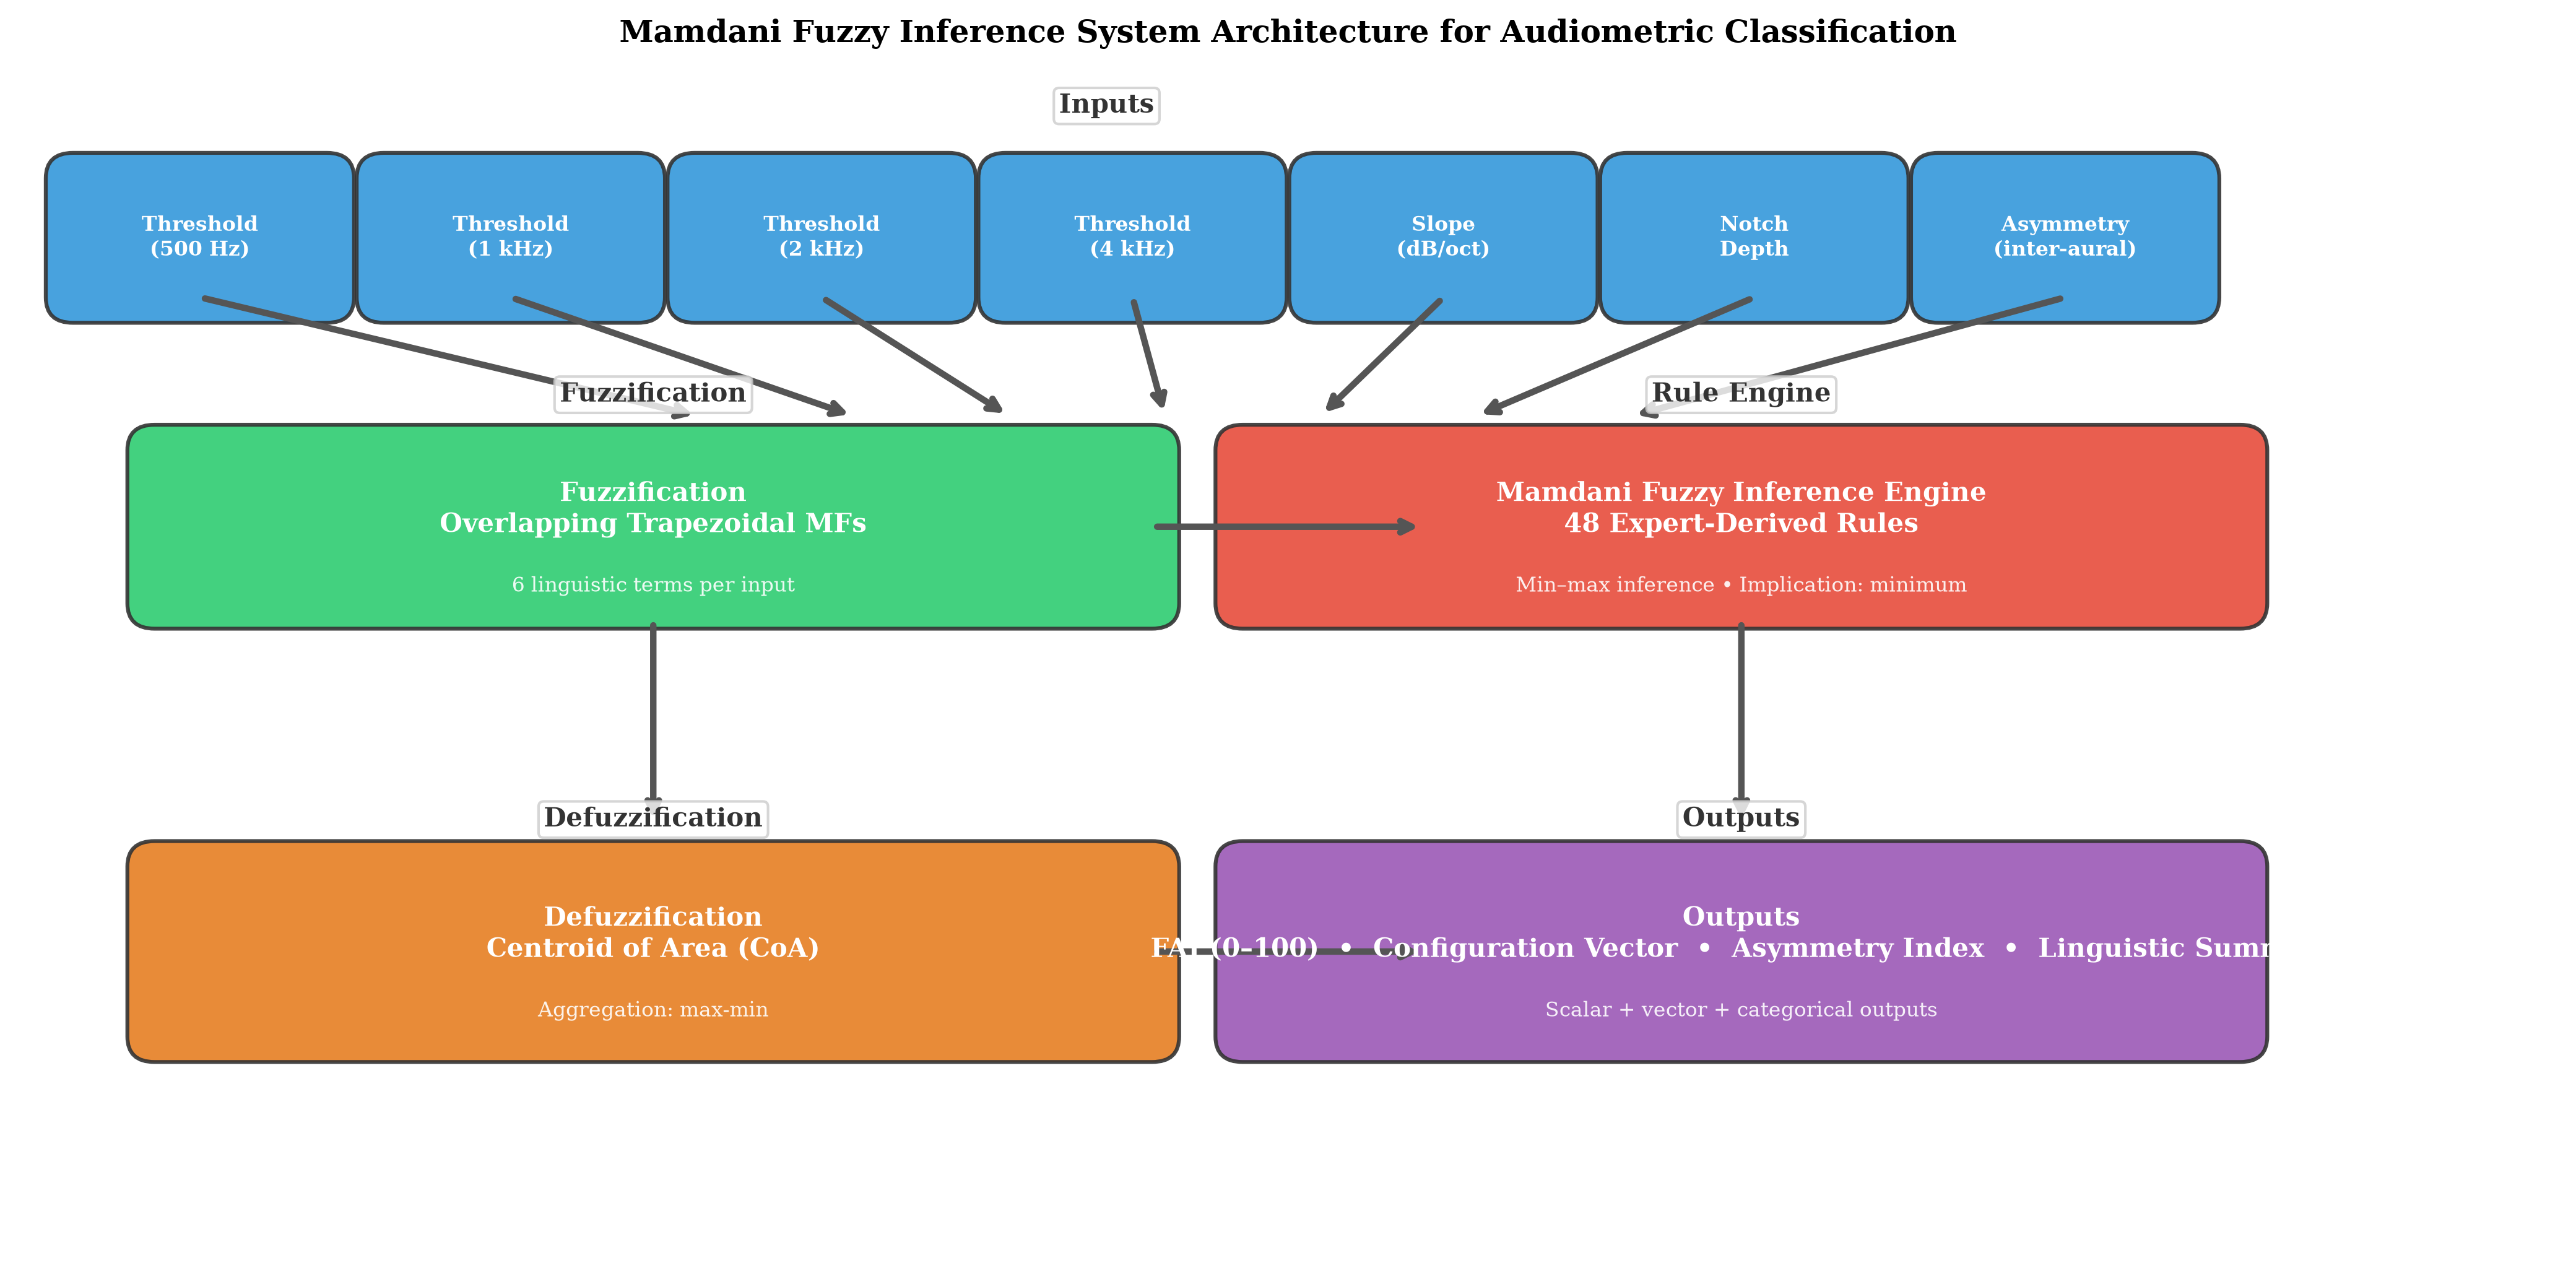 Mamdani Fuzzy Inference System Architecture for Audiometric Classification
Inputs
Threshold
(500 Hz)
Threshold
(1 kHz)
Threshold
(2 kHz)
Threshold
(4 kHz)
Slope
(dB/oct)
Notch
Depth
Asymmetry
(inter-aural)
Fuzzification
Rule Engine
Fuzzification
Overlapping Trapezoidal MFs
6 linguistic terms per input
Mamdani Fuzzy Inference Engine
48 Expert-Derived Rules
Min–max inference • Implication: minimum
Defuzzification
Outputs
Defuzzification
Centroid of Area (CoA)
Aggregation: max-min
Outputs
(0–100) • Configuration Vector • Asymmetry Index • Linguistic
Scalar + vector + categorical outputs